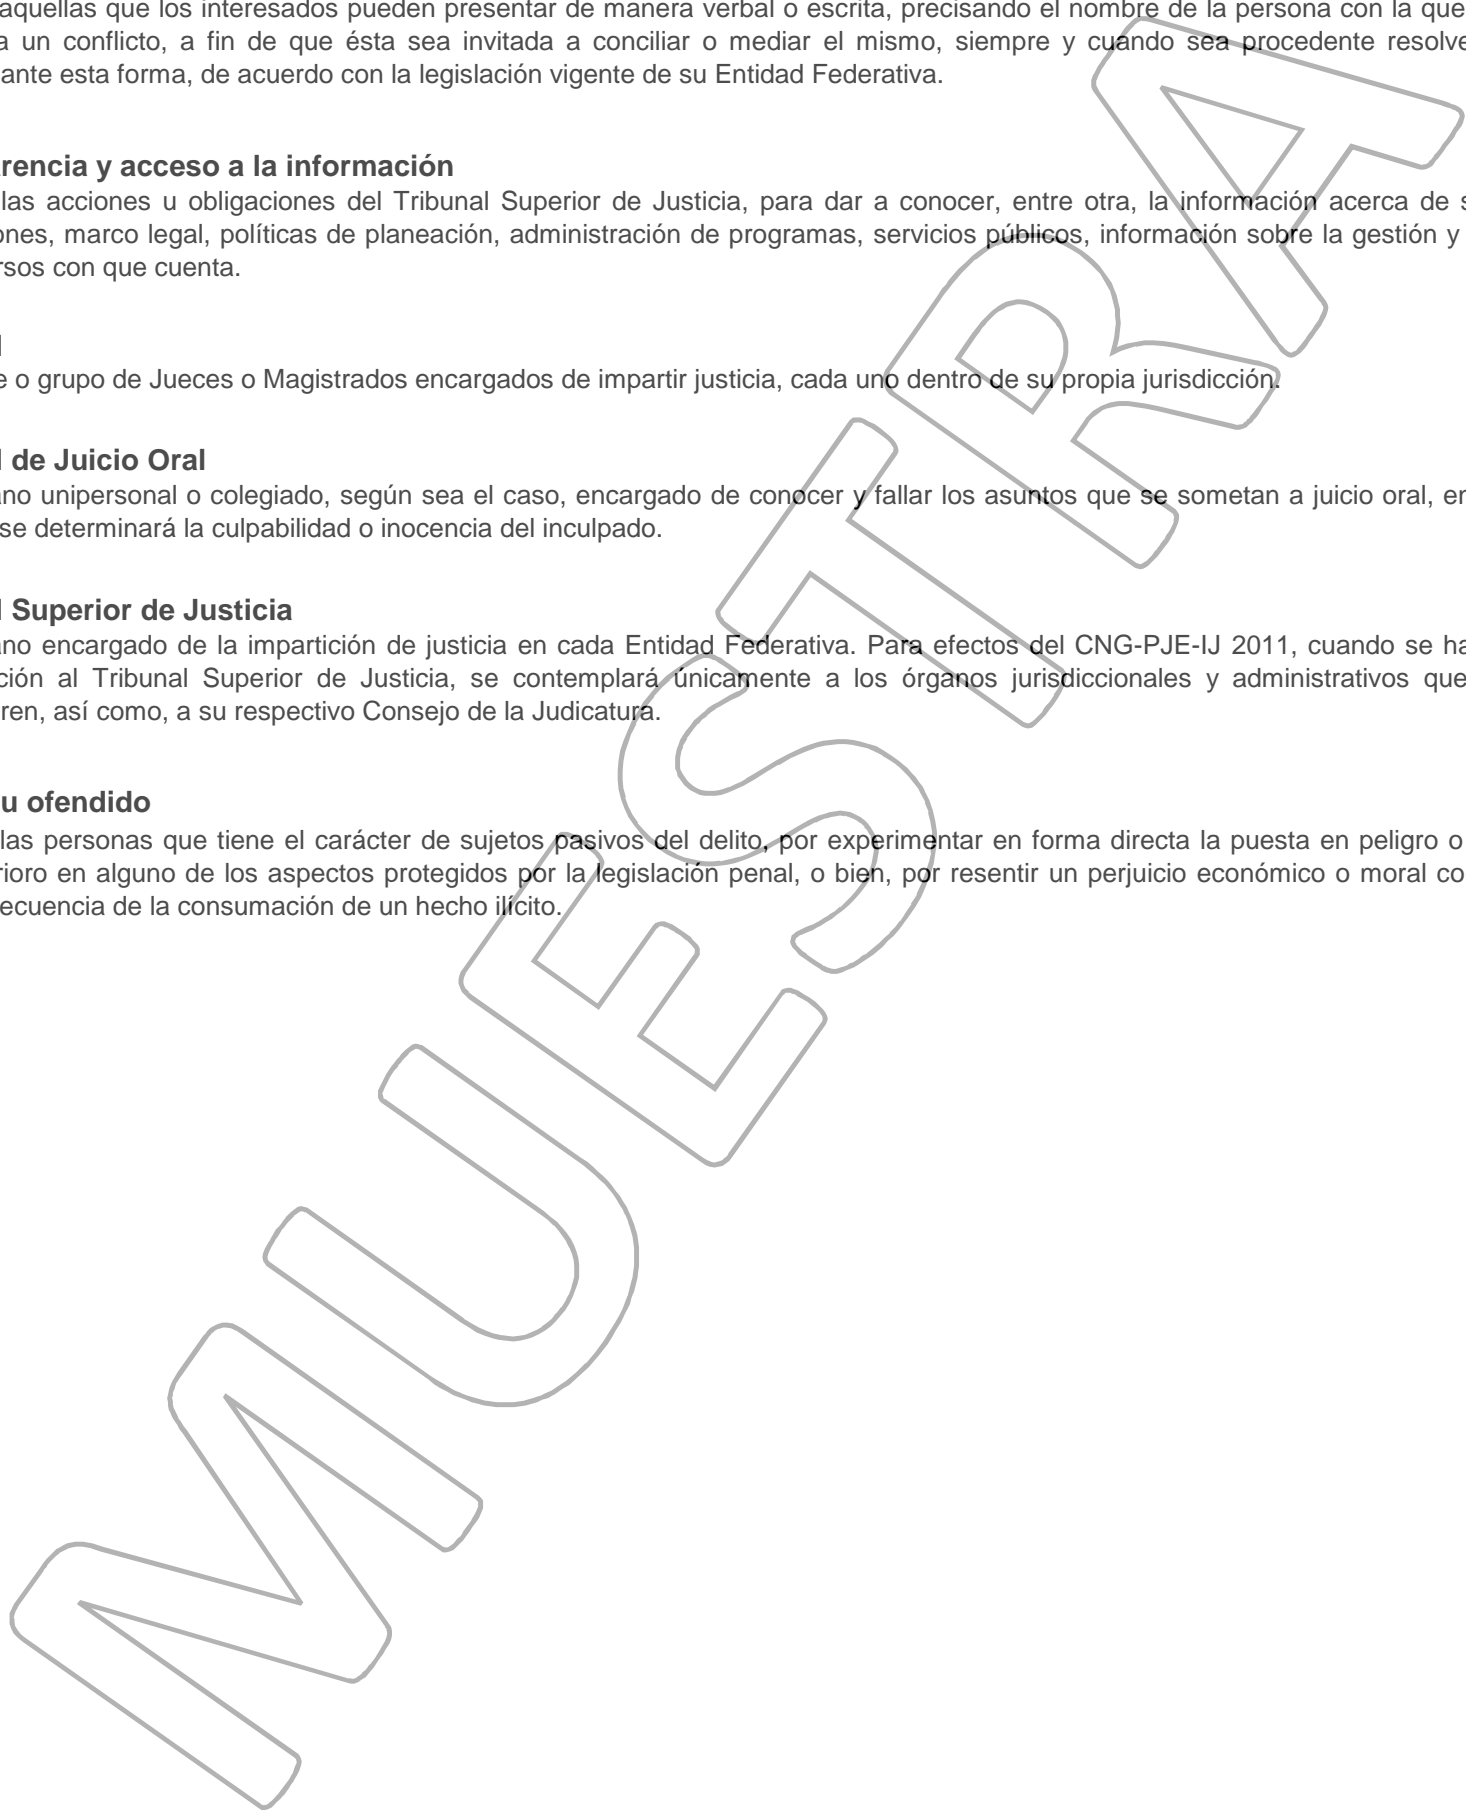 aquellas que los interesados pueden presentar de manera verbal o escrita, precisando el nombre de la persona con la que
a un conflicto, a fin de que ésta sea invitada a conciliar o mediar el mismo, siempre y cuando sea procedente resolve
ante esta forma, de acuerdo con la legislación vigente de su Entidad Federativa.
rencia y acceso a la información
las acciones u obligaciones del Tribunal Superior de Justicia, para dar a conocer, entre otra, la información acerca de s
ones, marco legal, políticas de planeación, administración de programas, servicios públicos, información sobre la gestión y
rsos con que cuenta.
l
e o grupo de Jueces o Magistrados encargados de impartir justicia, cada uno dentro de su propia jurisdicción.
l de Juicio Oral
ano unipersonal o colegiado, según sea el caso, encargado de conocer y fallar los asuntos que se sometan a juicio oral, en
se determinará la culpabilidad o inocencia del inculpado.
l Superior de Justicia
ano encargado de la impartición de justicia en cada Entidad Federativa. Para efectos del CNG-PJE-IJ 2011, cuando se ha
ción al Tribunal Superior de Justicia, se contemplará únicamente a los órganos jurisdiccionales y administrativos que
ren, así como, a su respectivo Consejo de la Judicatura.
u ofendido
las personas que tiene el carácter de sujetos pasivos del delito, por experimentar en forma directa la puesta en peligro o
rioro en alguno de los aspectos protegidos por la legislación penal, o bien, por resentir un perjuicio económico o moral co
ecuencia de la consumación de un hecho ilícito.
MUESTRA